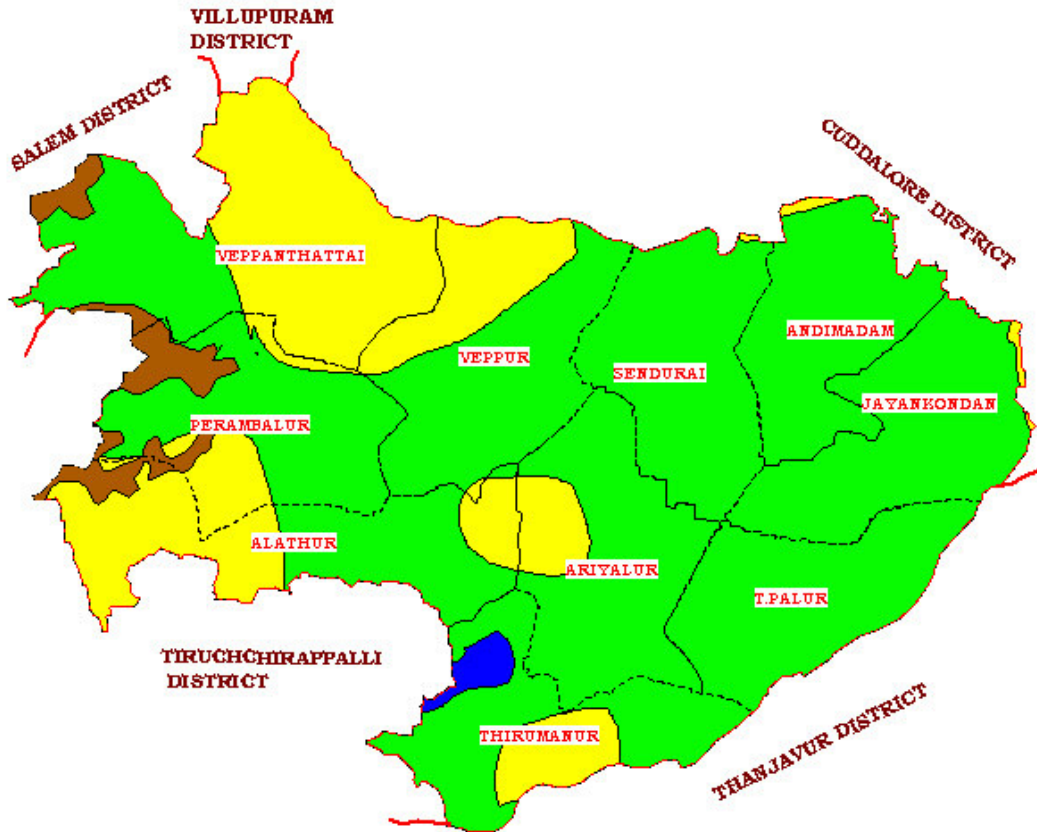 VILLUPURAM
DISTRICT
SALEM DISTRICT
CUDDALORE DISTRICT
VEPPANTHATTAI
ANDIMADAM
VEPPUR
SENDURAI
JAYANKONDAN
PERAMBALUR
ALATHUR
ARIYALUR
T.PALUR
TIRUCHCHIRAPPALLI
DISTRICT
THIRUMANUR
THANJAVUR DISTRICT